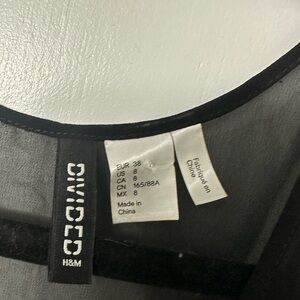 DIVIDED
H&M
EUR 38
US 8
CA 8
CN 165/88A
MX 8
Made in
China
Fabriqué en
Chine